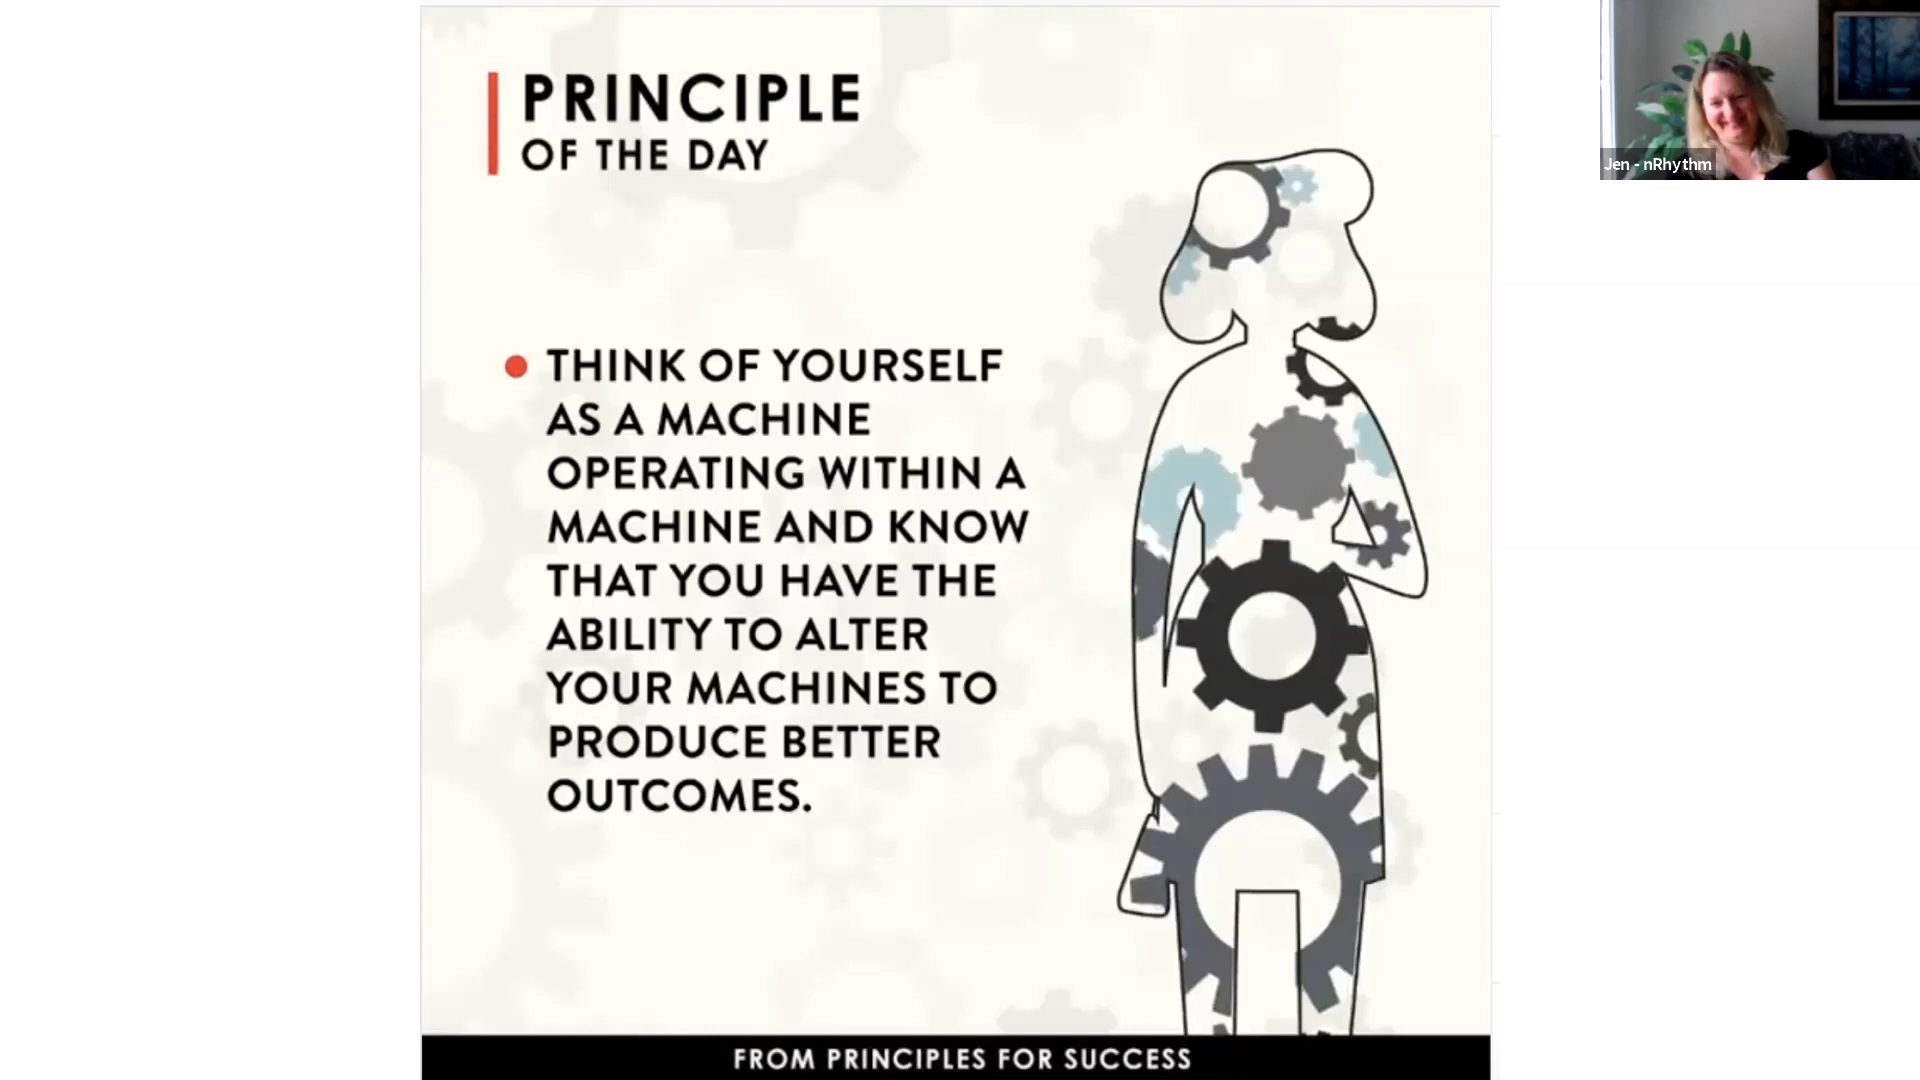 PRINCIPLE
OF THE DAY
Jen - nRhythm
THINK OF YOURSELF
AS A MACHINE
OPERATING WITHIN A
MACHINE AND KNOW
THAT YOU HAVE THE
ABILITY TO ALTER
YOUR MACHINES TO
PRODUCE BETTER
OUTCOMES.
FROM PRINCIPLES FOR SUCCESS